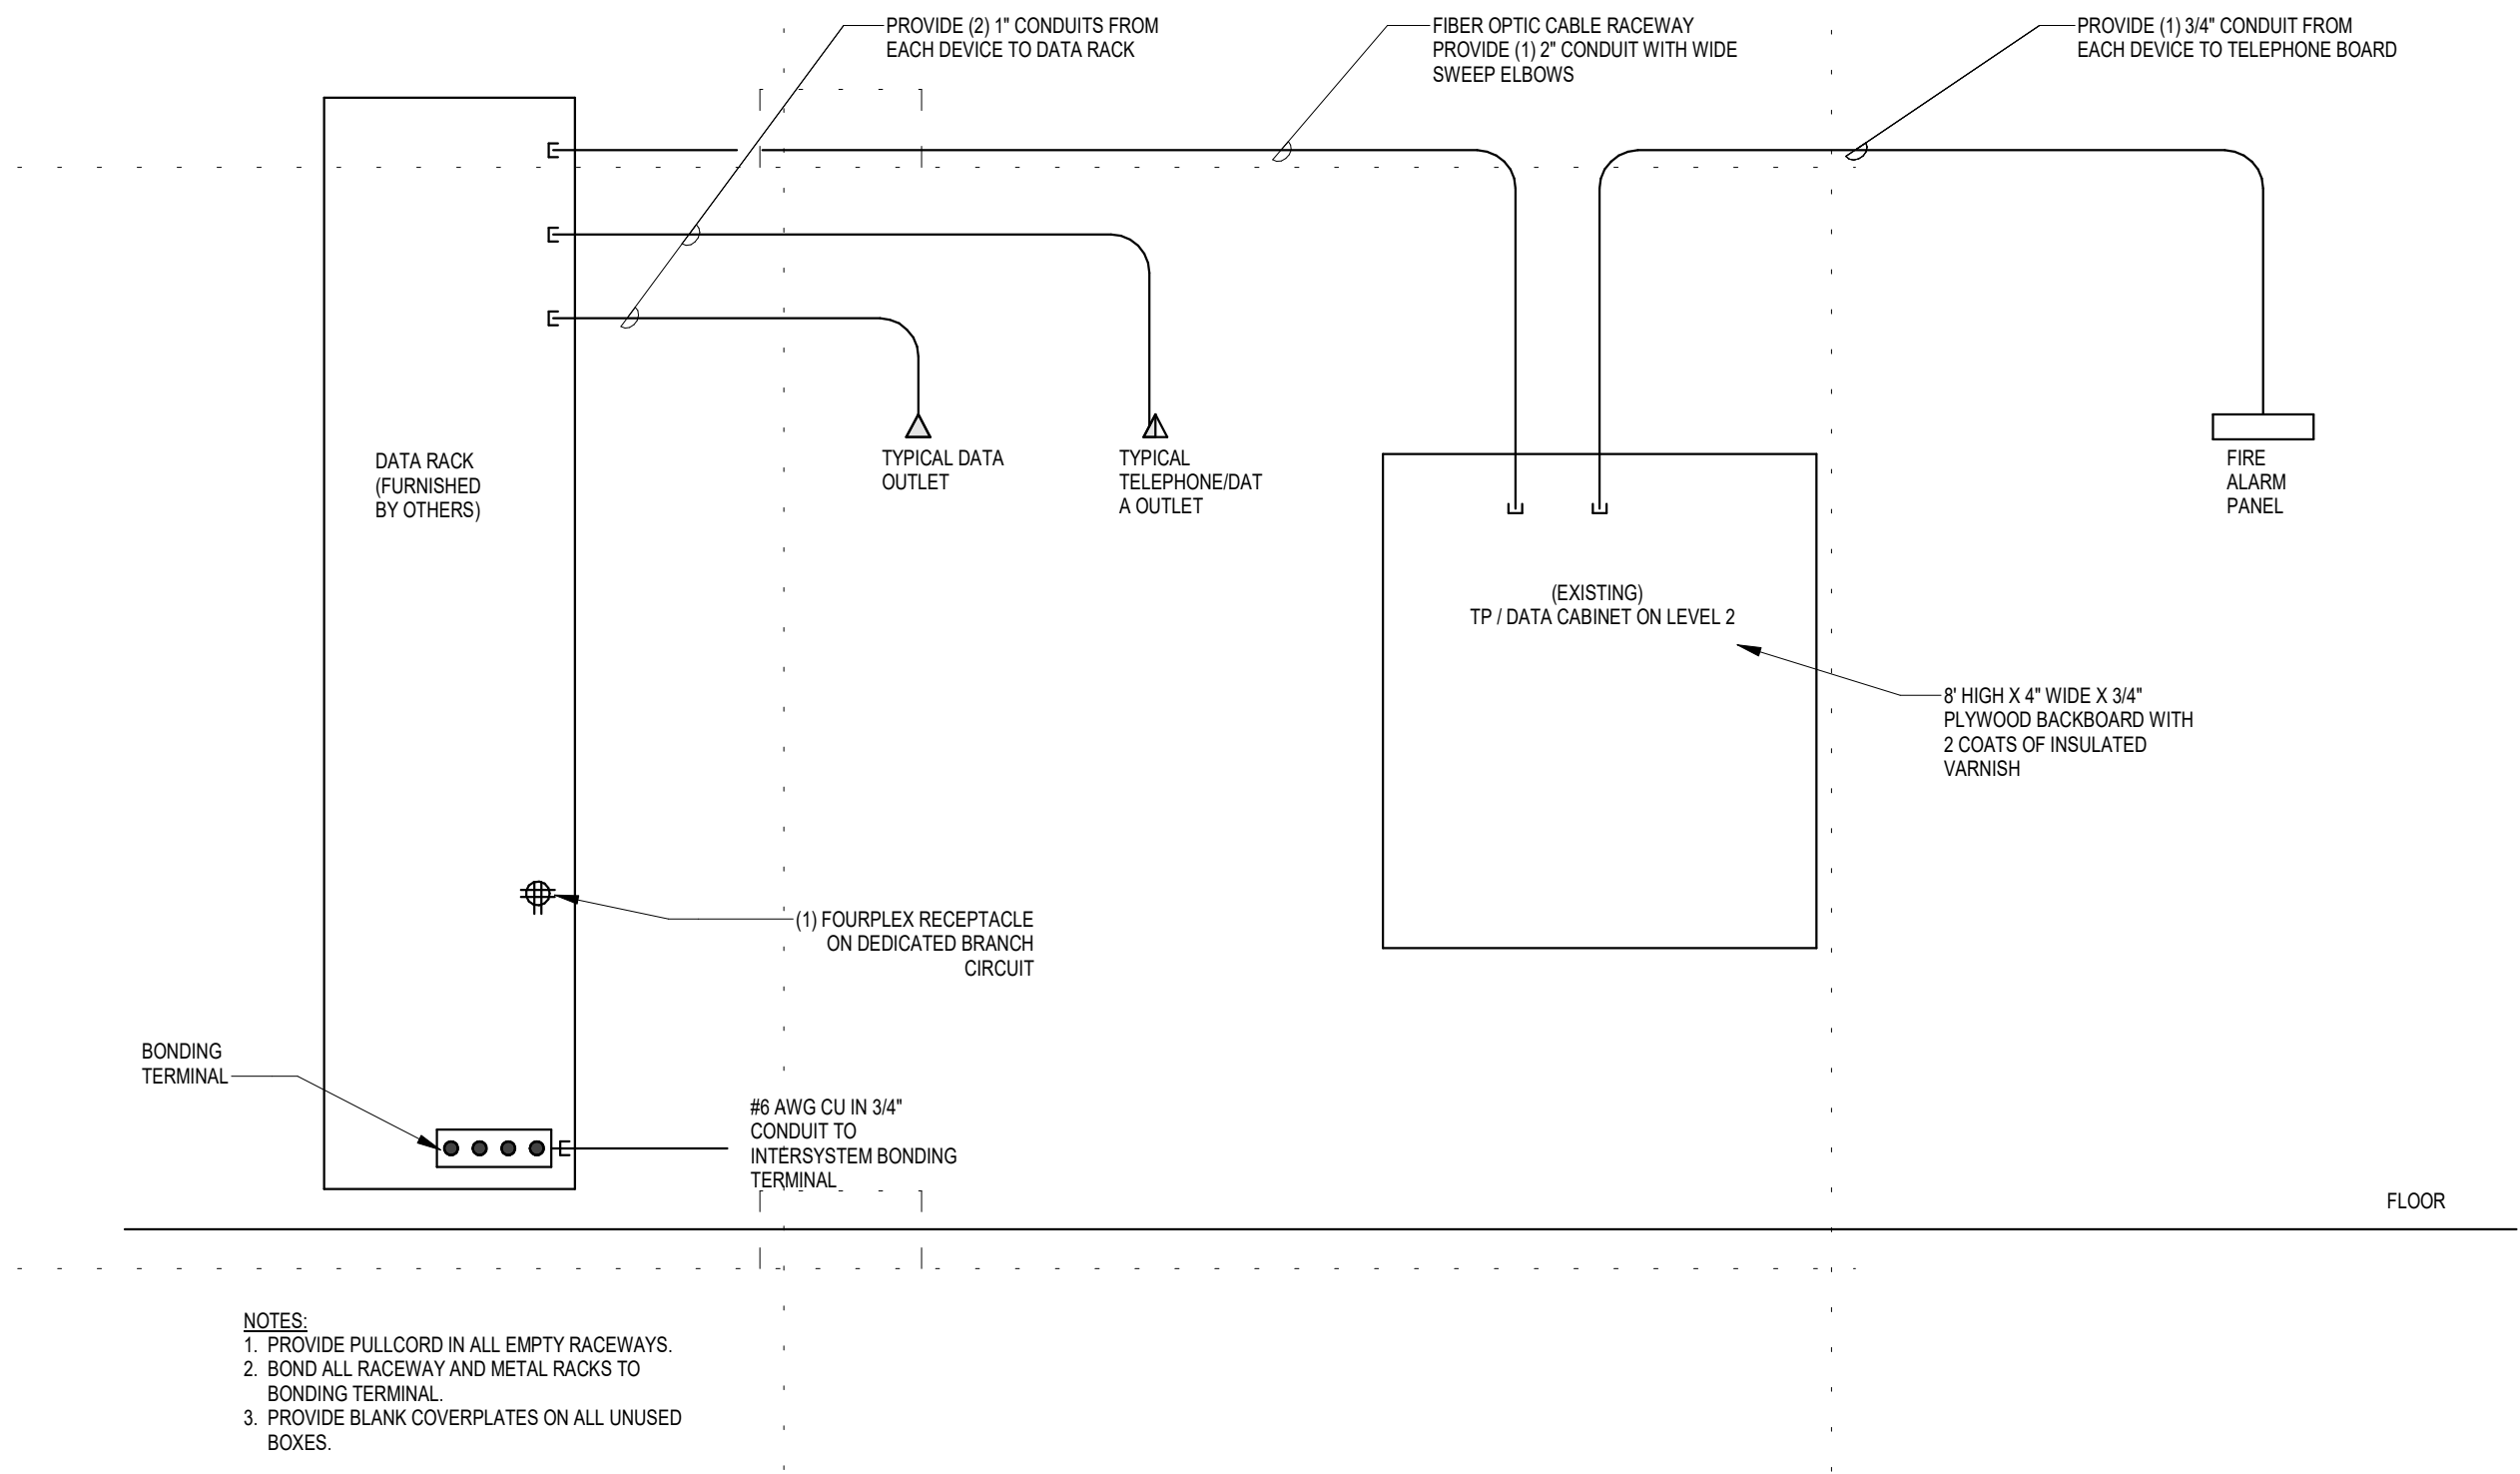 PROVIDE (2) 1" CONDUITS FROM
EACH DEVICE TO DATA RACK
FIBER OPTIC CABLE RACEWAY
PROVIDE (1) 2" CONDUIT WITH WIDE
SWEEP ELBOWS
PROVIDE (1) 3/4" CONDUIT FROM
EACH DEVICE TO TELEPHONE BOARD
DATA RACK
(FURNISHED
BY OTHERS)
TYPICAL DATA
OUTLET
TYPICAL
TELEPHONE/DAT
A OUTLET
FIRE
ALARM
PANEL
(EXISTING)
TP / DATA CABINET ON LEVEL 2
8' HIGH X 4" WIDE X 3/4"
PLYWOOD BACKBOARD WITH
2 COATS OF INSULATED
VARNISH
(1) FOURPLEX RECEPTACLE
ON DEDICATED BRANCH
CIRCUIT
BONDING
TERMINAL
#6 AWG CU IN 3/4"
CONDUIT TO
INTERSYSTEM BONDING
TERMINAL
FLOOR
NOTES:
1. PROVIDE PULLCORD IN ALL EMPTY RACEWAYS.
2. BOND ALL RACEWAY AND METAL RACKS TO
BONDING TERMINAL.
3. PROVIDE BLANK COVERPLATES ON ALL UNUSED
BOXES.